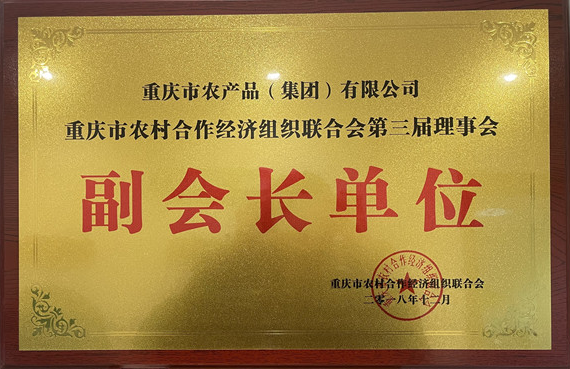 重庆市农产品（集团）有限公司
重庆市农村合作经济组织联合会第三届理事会
副会长单位
重庆市农村合作经济组织联合会
二〇一八年十二月